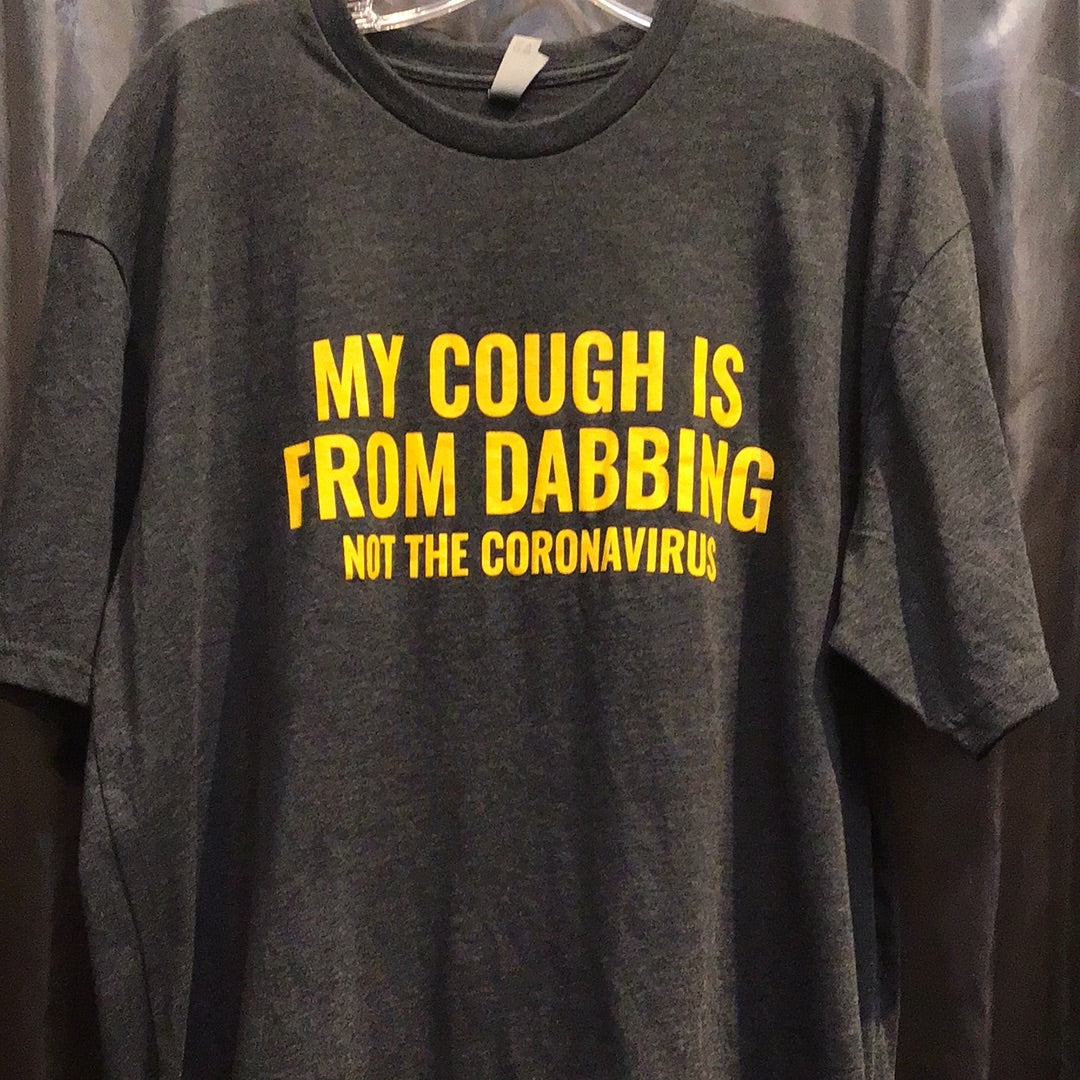 MY COUGH IS
FROM DABBING
NOT THE CORONAVIRUS